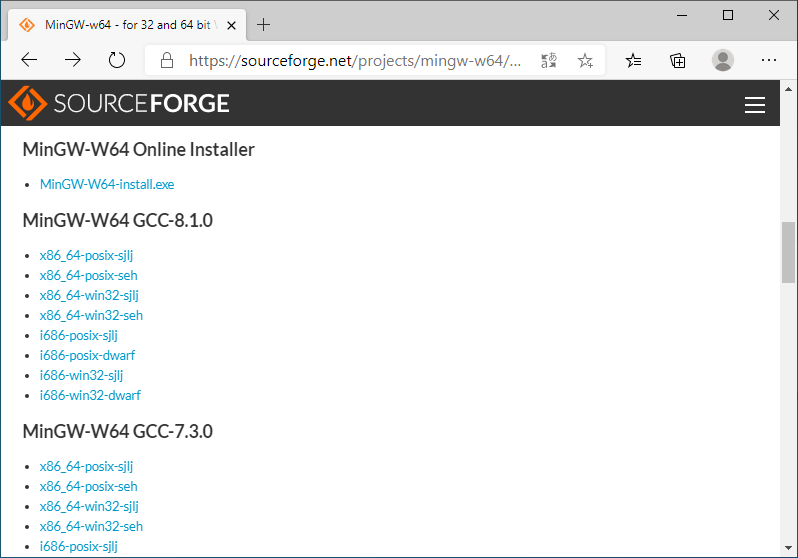 MinGW-w64 - for 32 and 64 bit
https://sourceforge.net/projects/mingw-w64/...
SOURCEFORGE
MinGW-W64 Online Installer
MinGW-W64-install.exe
MinGW-W64 GCC-8.1.0
x86_64-posix-sjlj
x86_64-posix-seh
x86_64-win32-sjlj
x86_64-win32-seh
i686-posix-sjlj
i686-posix-dwarf
i686-win32-sjlj
i686-win32-dwarf
MinGW-W64 GCC-7.3.0
x86_64-posix-sjlj
x86_64-posix-seh
x86_64-win32-sjlj
x86_64-win32-seh
i686-posix-sjlj